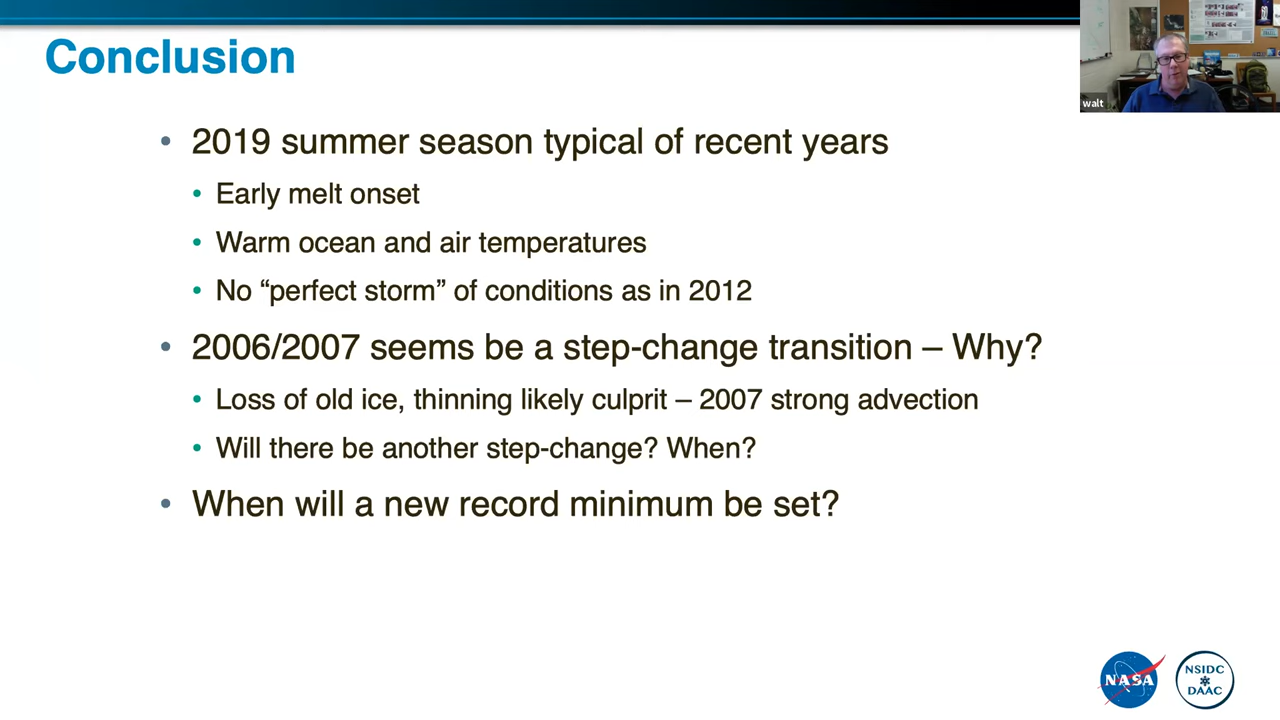 Conclusion
walt
• 2019 summer season typical of recent years
• Early melt onset
• Warm ocean and air temperatures
• No “perfect storm” of conditions as in 2012
• 2006/2007 seems be a step-change transition – Why?
• Loss of old ice, thinning likely culprit – 2007 strong advection
• Will there be another step-change? When?
• When will a new record minimum be set?
NASA
NSIDC
DAAC